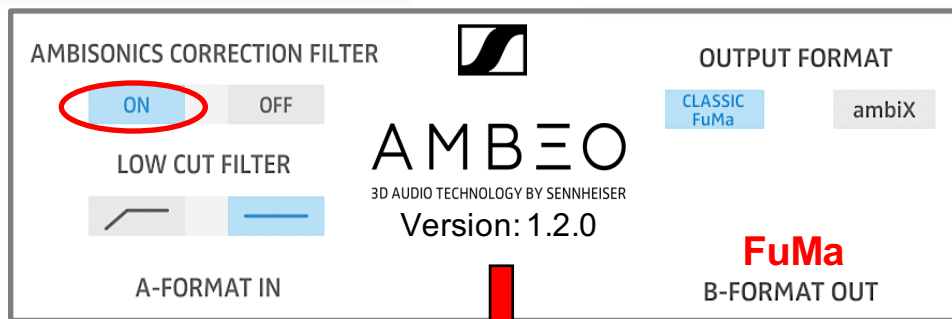 AMBISONICS CORRECTION FILTER
ON
OFF
LOW CUT FILTER
A-FORMAT IN
AMBEO
3D AUDIO TECHNOLOGY BY SENNHEISER
Version: 1.2.0
OUTPUT FORMAT
CLASSIC
FuMa
ambiX
FuMa
B-FORMAT OUT